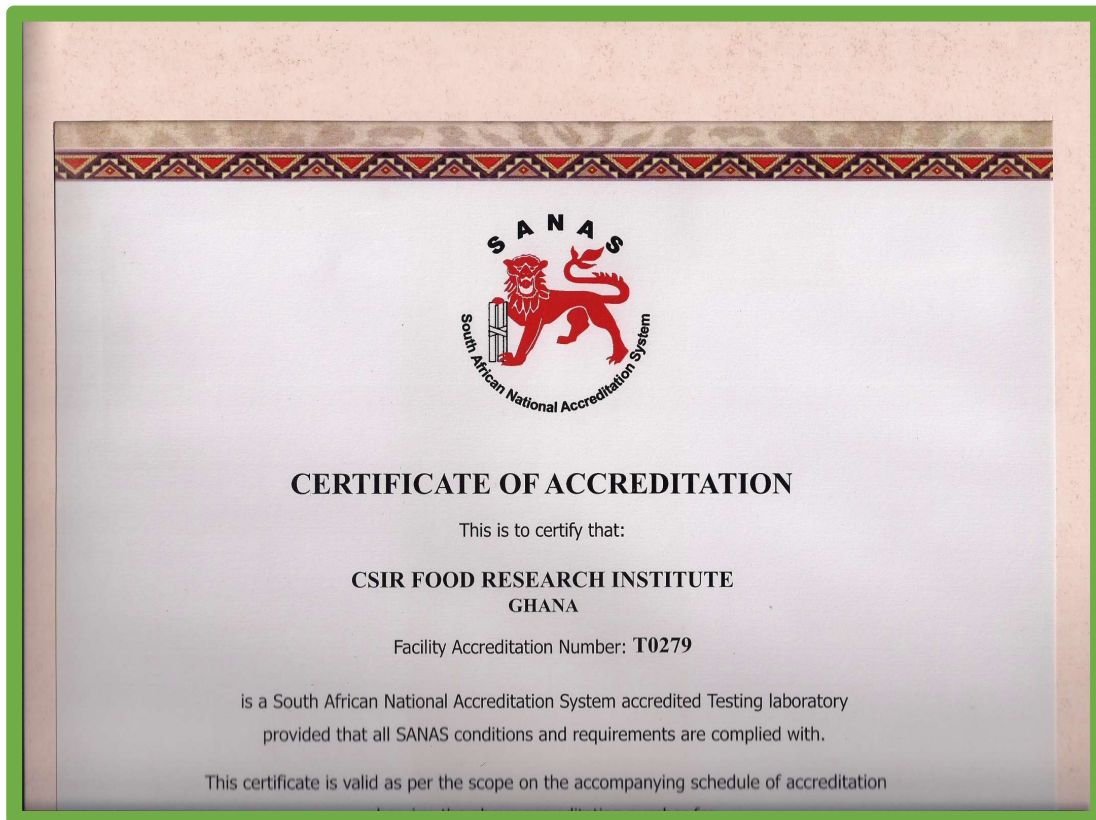 SANAS
South African National Accreditation System
CERTIFICATE OF ACCREDITATION
This is to certify that:
CSIR FOOD RESEARCH INSTITUTE
GHANA
Facility Accreditation Number: T0279
is a South African National Accreditation System accredited Testing laboratory
provided that all SANAS conditions and requirements are complied with.
This certificate is valid as per the scope on the accompanying schedule of accreditation